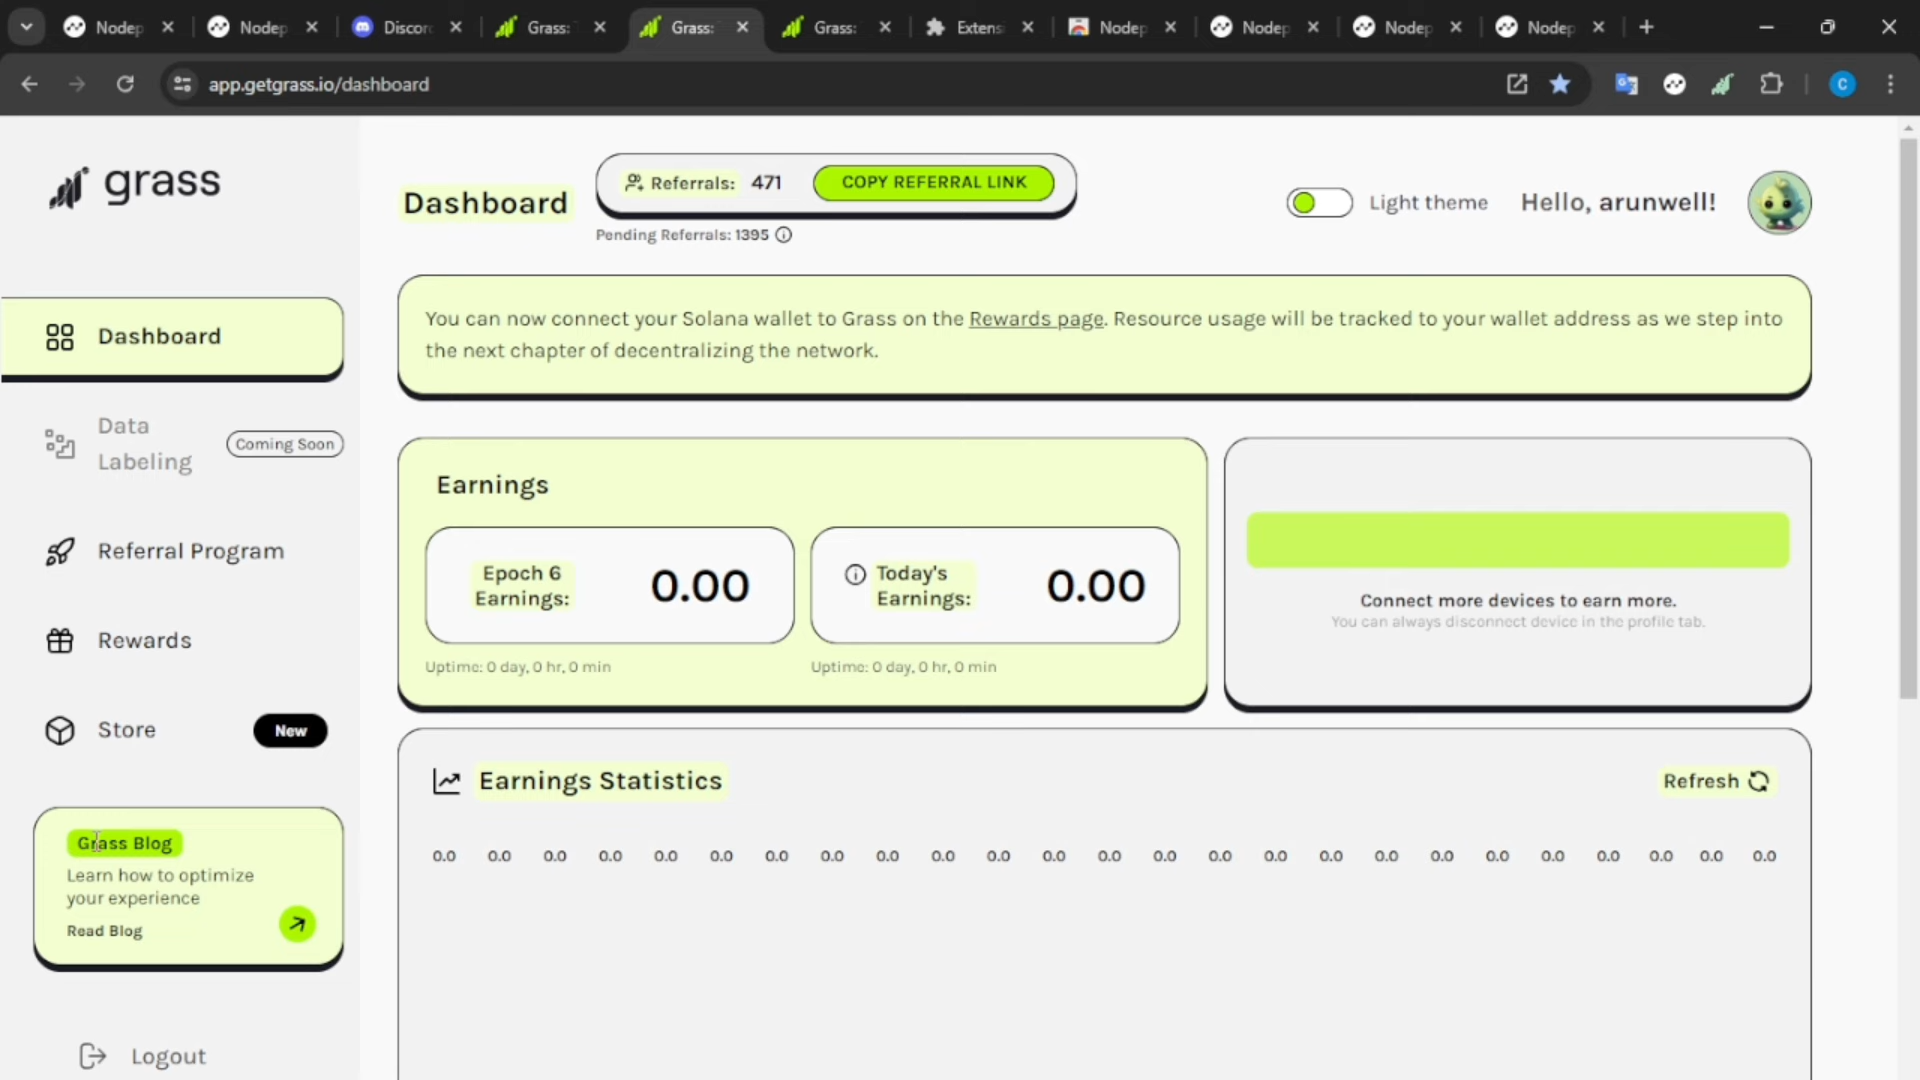 Nodep
Nodep
Discor
Grass:
Grass:
Grass:
Extens
Nodep
Nodep
Nodep
Nodep
app.getgrass.io/dashboard
C
grass
Dashboard
Referrals: 471
COPY REFERRAL LINK
Pending Referrals: 1395
Light theme
Hello, arunwell!
Dashboard
Data
Labeling
Coming Soon
Referral Program
Rewards
Store
New
Grass Blog
Learn how to optimize
your experience
Read Blog
Logout
You can now connect your Solana wallet to Grass on the Rewards page. Resource usage will be tracked to your wallet address as we step into
the next chapter of decentralizing the network.
Earnings
Epoch 6
Earnings:
0.00
Uptime: 0 day, 0 hr, 0 min
Today's
Earnings:
0.00
Uptime: 0 day, 0 hr, 0 min
Connect more devices to earn more.
You can always disconnect device in the profile tab.
Earnings Statistics
Refresh
0.0 0.0 0.0 0.0 0.0 0.0 0.0 0.0 0.0 0.0 0.0 0.0 0.0 0.0 0.0 0.0 0.0 0.0 0.0 0.0 0.0 0.0 0.0 0.0 0.0